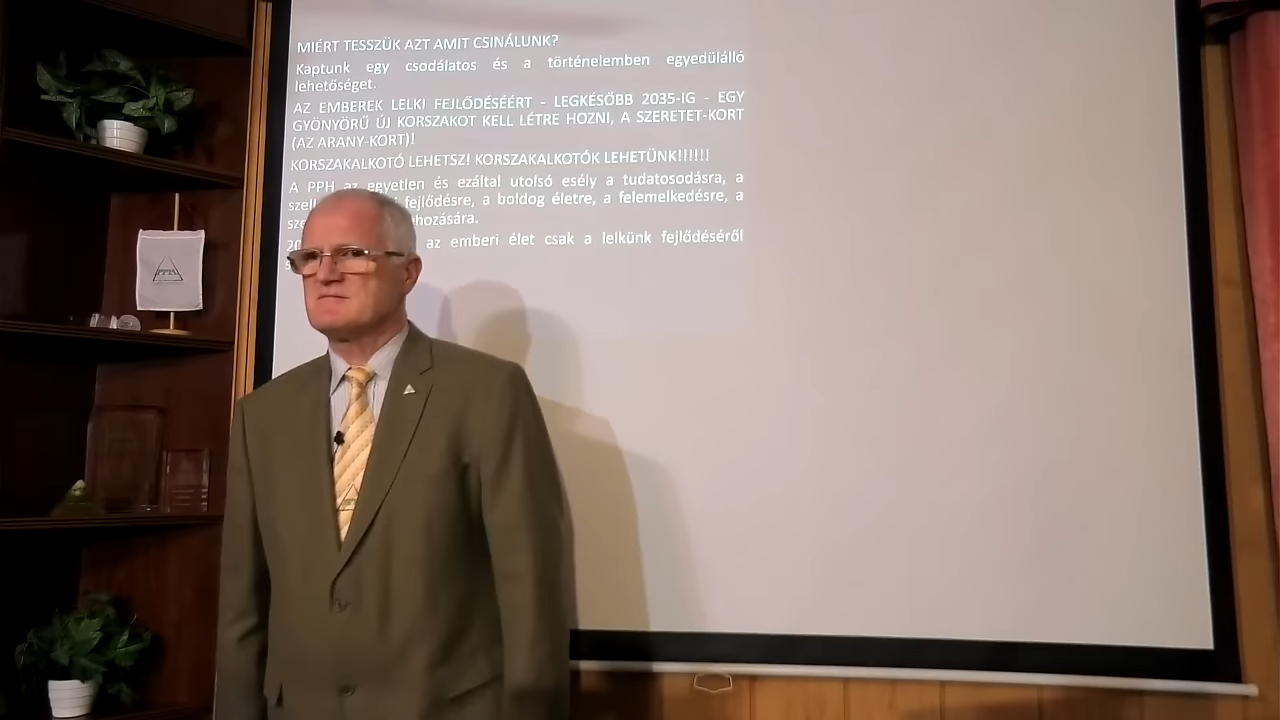 MIÉRT TESSZÜK AZT AMIT CSINÁLUNK?
Kaptunk egy csodálatos és a történelemben egyedülálló
lehetőséget.
AZ EMBEREK LELKI FEJLŐDÉSÉÉRT - LEGKÉSŐBB 2035-IG - EGY
GYÖNYÖRŰ ÚJ KORSZAKOT KELL LÉTRE HOZNI, A SZERETET-KORT
(AZ ARANY-KORT)!
KORSZAKALKOTÓ LEHETSZ! KORSZAKALKOTÓK LEHETÜNK!!!!!!
A PPH az egyetlen és ezáltal utolsó esély a tudatosodásra, a
fejlődésre, a boldog életre, a felemelkedésre, a
az emberi élet csak a lelkünk fejlődéséről